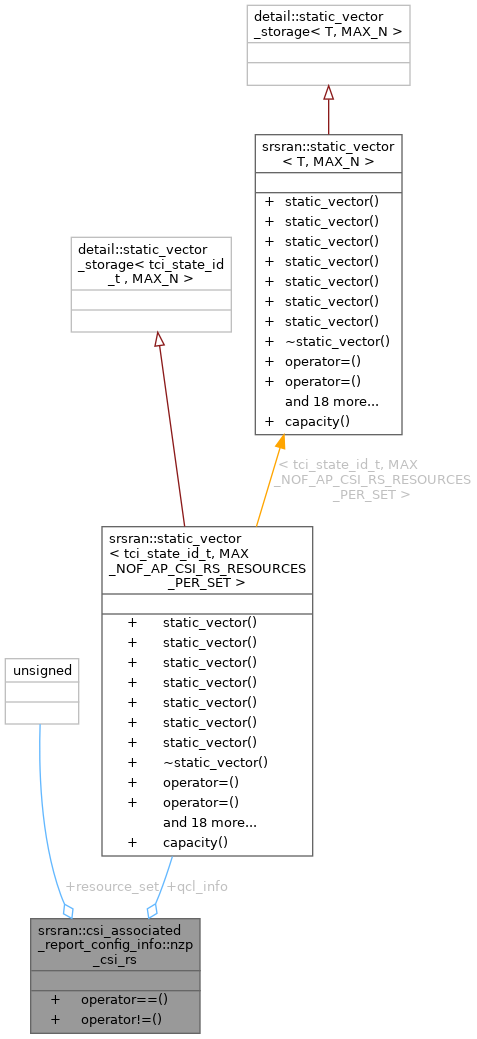 detail::static_vector
_storage< T, MAX_N >
srsran::static_vector
< T, MAX_N >
+ static_vector()
+ static_vector()
+ static_vector()
+ static_vector()
+ static_vector()
+ static_vector()
+ static_vector()
+ ~static_vector()
+ operator=()
+ operator=()
and 18 more...
+ capacity()
detail::static_vector
_storage< tci_state_id
_t , MAX_N >
< tci_state_id_t, MAX
_NOF_AP_CSI_RS_RESOURCES
_PER_SET >
srsran::static_vector
< tci_state_id_t, MAX
_NOF_AP_CSI_RS_RESOURCES
_PER_SET >
+ static_vector()
+ static_vector()
+ static_vector()
+ static_vector()
+ static_vector()
+ static_vector()
+ static_vector()
+ ~static_vector()
+ operator=()
+ operator=()
and 18 more...
+ capacity()
unsigned
+resource_set +qcl_info
srsran::csi_associated
_report_config_info::nzp
_csi_rs
+ operator==()
+ operator!=()